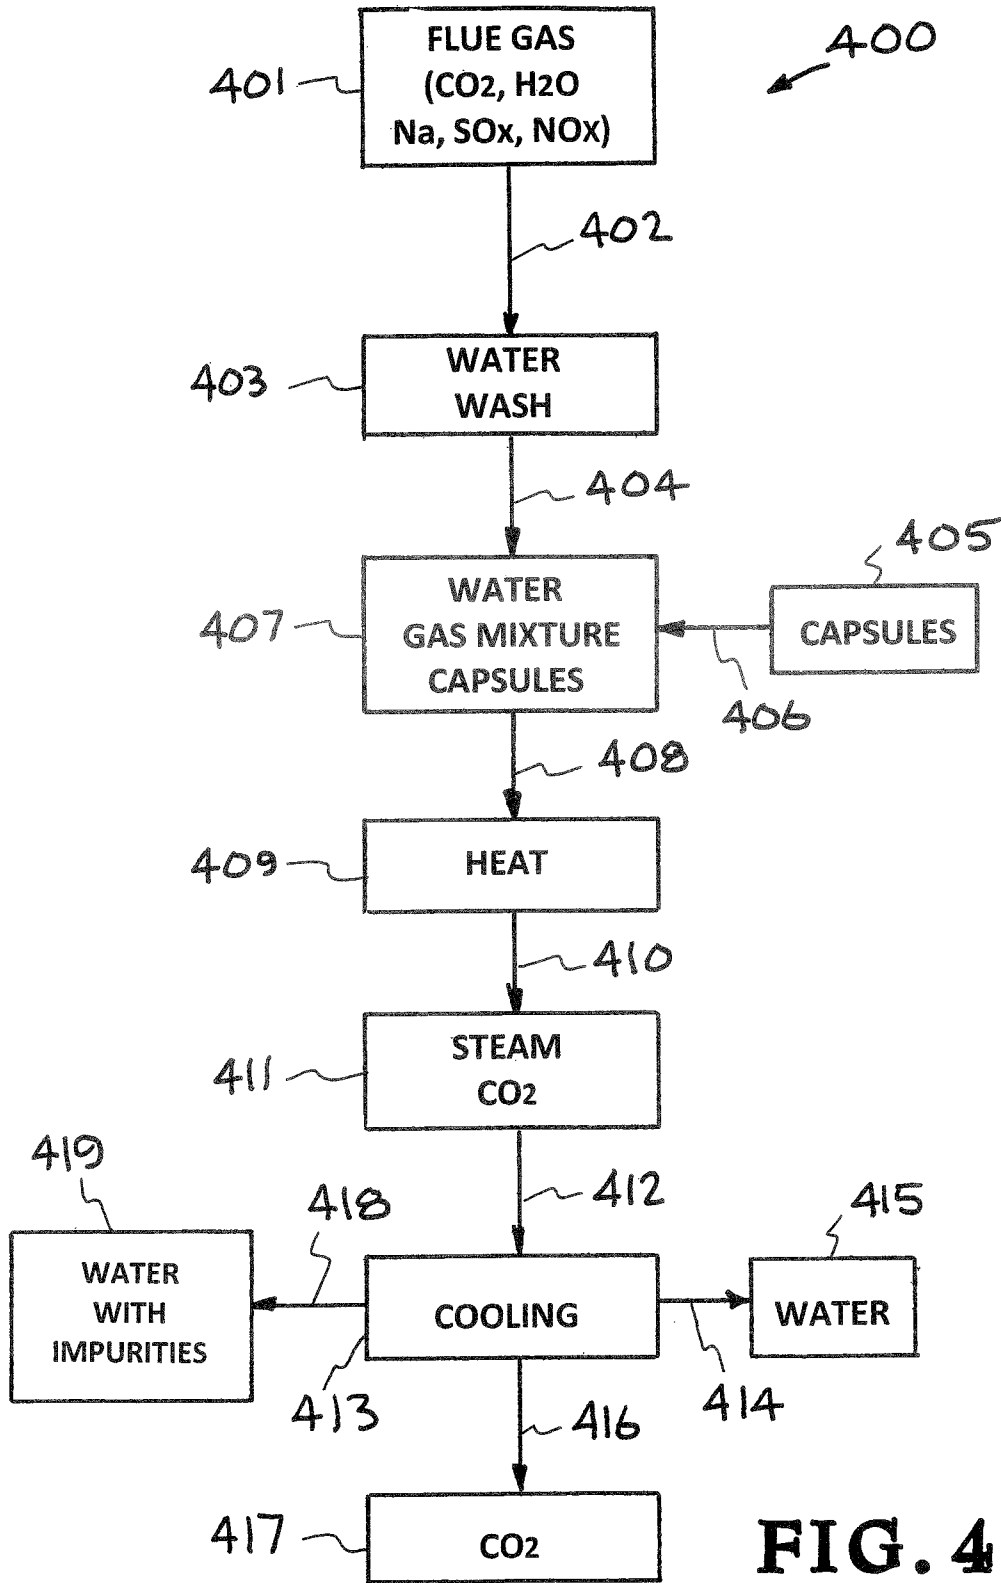 400
401
FLUE GAS
(CO2, H2O
Na, SOx, NOx)
402
403
WATER
WASH
404
405
CAPSULES
406
407
WATER
GAS MIXTURE
CAPSULES
408
409
HEAT
410
411
STEAM
CO2
412
419
WATER
WITH
IMPURITIES
418
413
COOLING
414
415
WATER
416
417
CO2
FIG. 4